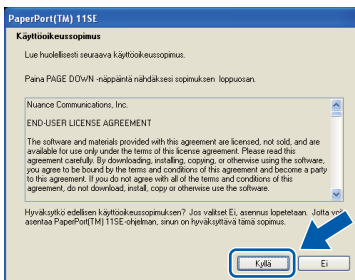 PaperPort(TM) 11SE
Käyttöoikeussopimus
Lue huolellisesti seuraava käyttöoikeussopimus.
Paina PAGE DOWN -näppäintä nähdäksesi sopimuksen loppuosan.
Nuance Communications, Inc.
END-USER LICENSE AGREEMENT
The software and materials provided with this agreement are licensed, not sold, and are
available for use only under the terms of this license agreement. Please read this
agreement carefully. By downloading, installing, copying, or otherwise using the software,
you agree to be bound by the terms and conditions of this agreement and become a party
to this agreement. If you do not agree with all of the terms and conditions of this
agreement, do not download, install, copy or otherwise use the software.
Hyväksytkö edellisen käyttöoikeussopimuksen? Jos valitset Ei, asennus lopetetaan. Jotta
asentaa PaperPort(TM) 11SE-ohjelman, sinun on hyväksyttävä tämä sopimus.
Kyllä
Ei